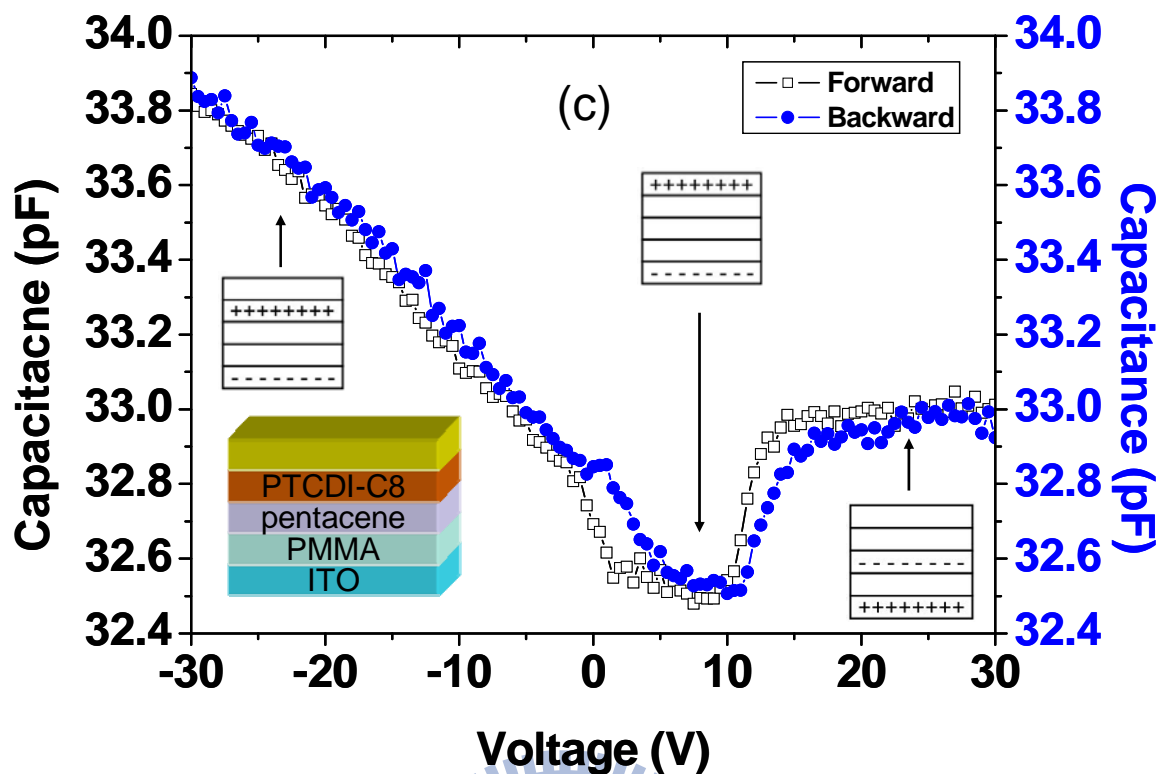 34.0
33.8
33.6
33.4
33.2
33.0
32.8
32.6
32.4
Capacitacne (pF)
34.0
33.8
33.6
33.4
33.2
33.0
32.8
32.6
32.4
Capacitance (pF)
-30
-20
-10
0
10
20
30
Voltage (V)
(c)
Forward
Backward
++++++++
- - - - - - - -
++++++++
- - - - - - - -
- - - - - - - -
++++++++
PTCDI-C8
pentacene
PMMA
ITO